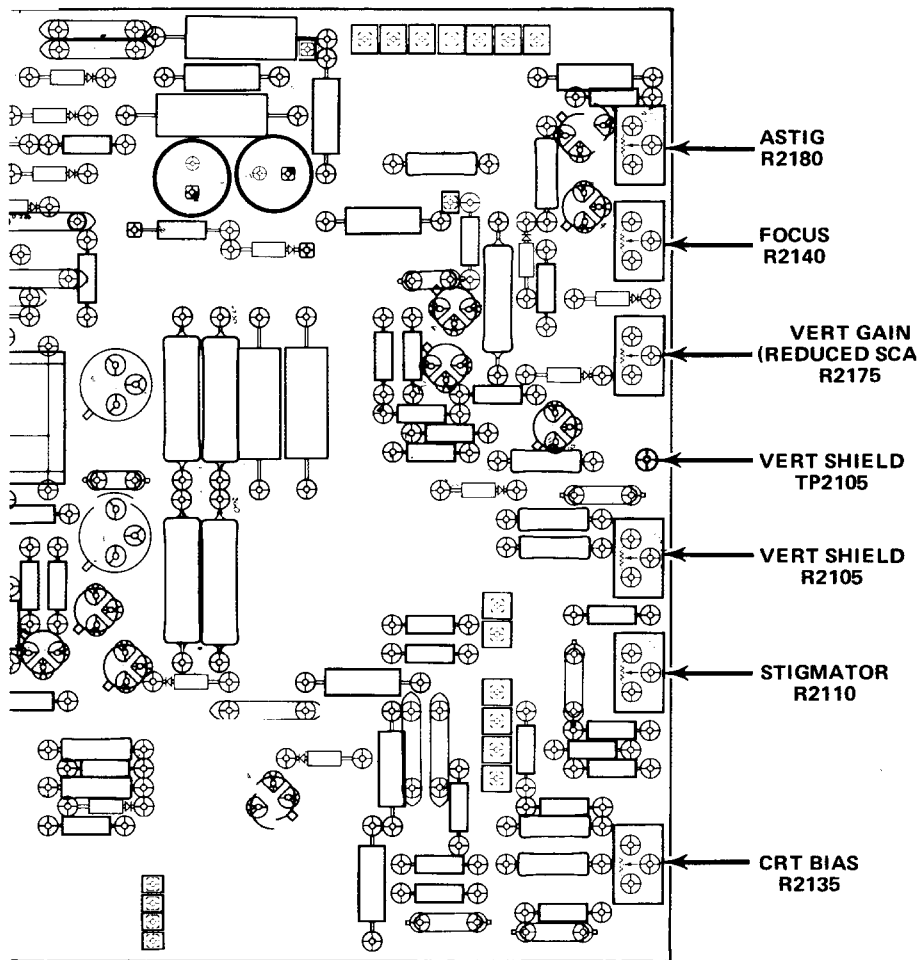 ASTIG
R2180
FOCUS
R2140
VERT GAIN
(REDUCED SCA
R2175
VERT SHIELD
TP2105
VERT SHIELD
R2105
STIGMATOR
R2110
CRT BIAS
R2135